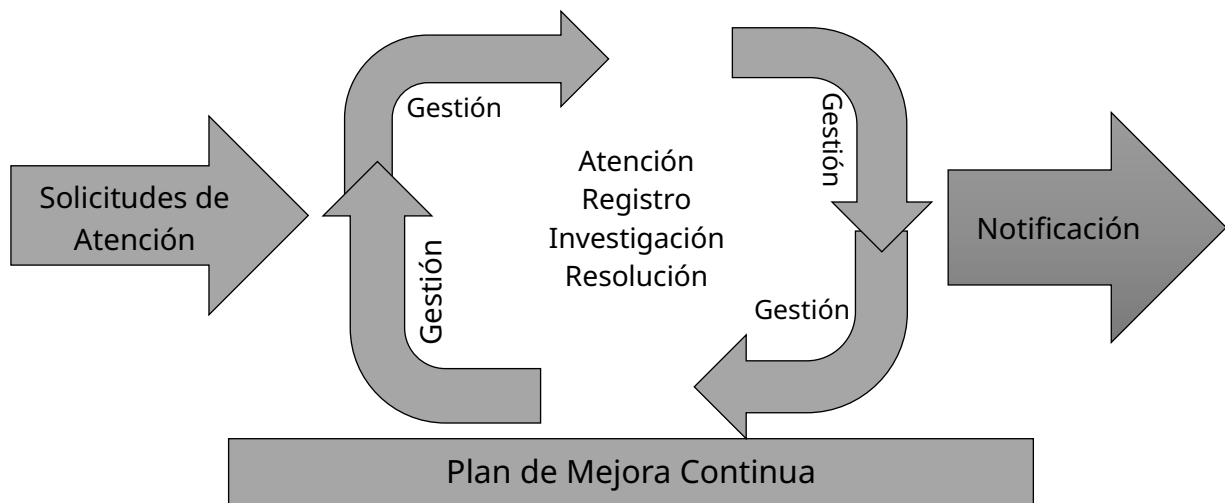 Gestión
Gestión
Atención
Registro
Investigación
Resolución
Solicitudes de
Atención
Notificación
Gestión
Gestión
Plan de Mejora Continua